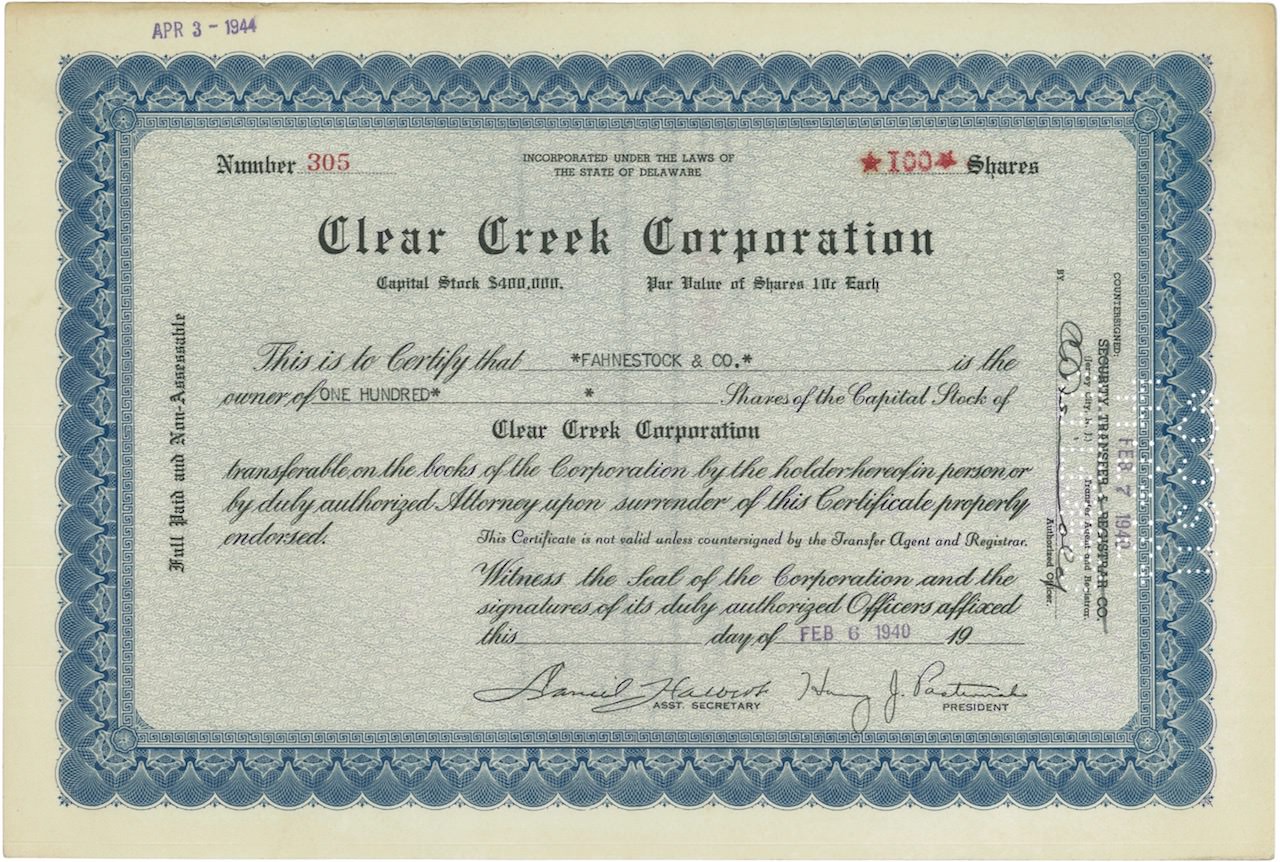 APR 3 - 1944
Number 305
INCORPORATED UNDER THE LAWS OF
THE STATE OF DELAWARE
★100★ Shares
Clear Creek Corporation
Capital Stock $400,000. Par Value of Shares 10c Each
Full Paid and Non-Assessable
This is to Certify that *FAHNESTOCK & CO.* is the
owner of ONE HUNDRED* * Shares of the Capital Stock of
Clear Creek Corporation
transferable on the books of the Corporation by the holder hereof in person or
by duly authorized Attorney upon surrender of this Certificate properly
endorsed. This Certificate is not valid unless countersigned by the Transfer Agent and Registrar.
Witness the Seal of the Corporation and the
signatures of its duly authorized Officers affixed
this day of FEB 6 1940 19
ASST. SECRETARY
Harry J. Pasternak
PRESIDENT
COUNTERSIGNED:
SECURITY TRANSFER & REGISTRAR CO.
(Jersey City, N. J.) Transfer Agent and Registrar.
BY
Authorized Officer.
FEB 7 1940